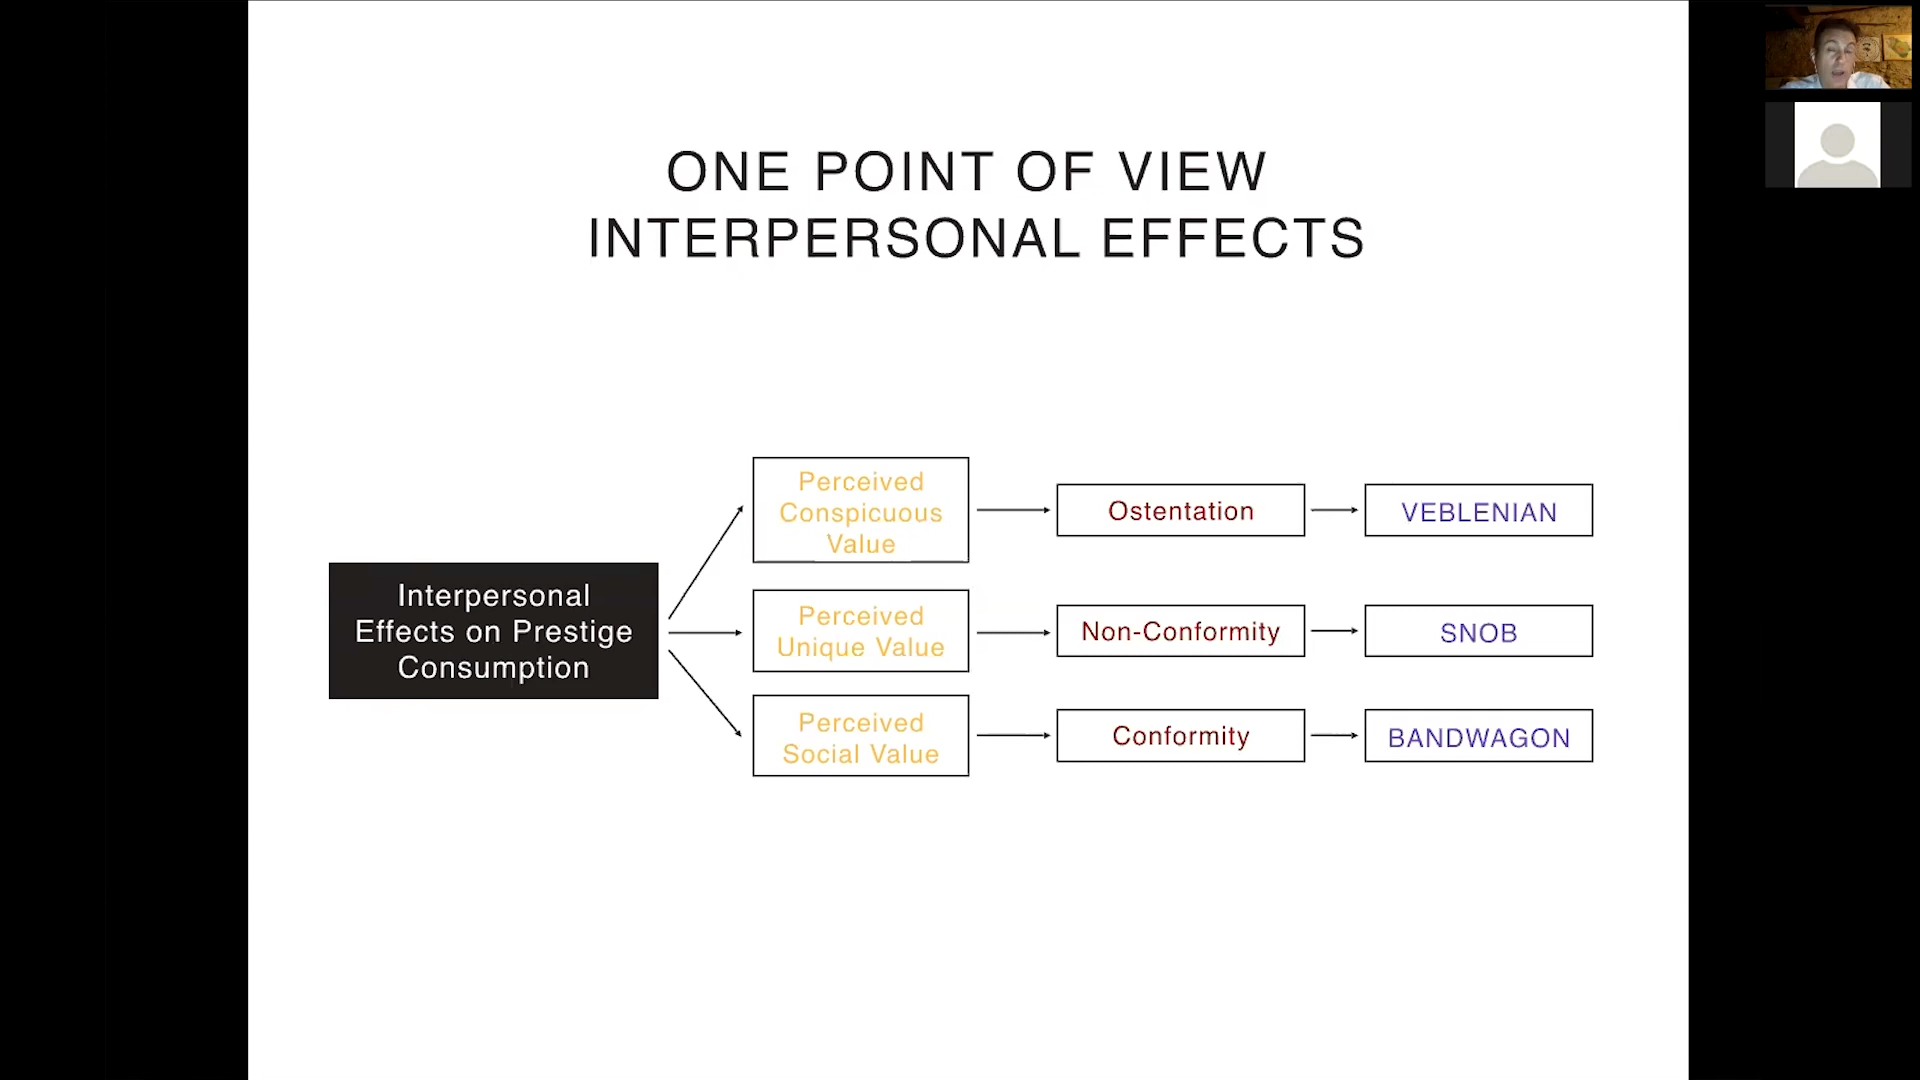 ONE POINT OF VIEW
INTERPERSONAL EFFECTS
Interpersonal
Effects on Prestige
Consumption
Perceived
Conspicuous
Value
Ostentation
VEBLENIAN
Perceived
Unique Value
Non-Conformity
SNOB
Perceived
Social Value
Conformity
BANDWAGON